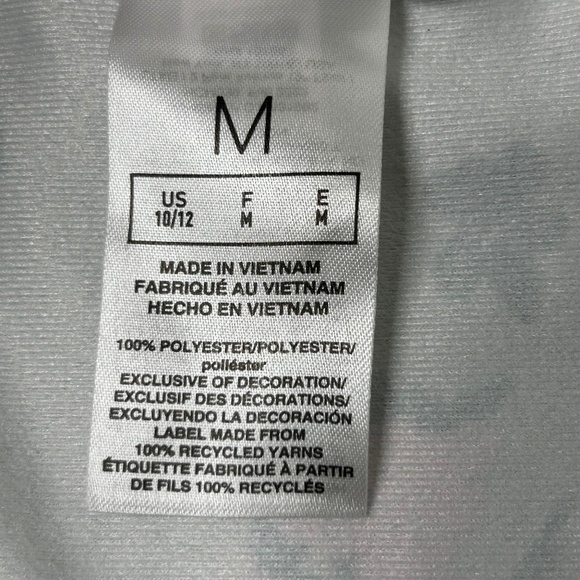 M
US F E
10/12 M M
MADE IN VIETNAM
FABRIQUÉ AU VIETNAM
HECHO EN VIETNAM
100% POLYESTER/POLYESTER/
poliéster
EXCLUSIVE OF DECORATION/
EXCLUSIF DES DÉCORATIONS/
EXCLUYENDO LA DECORACIÓN
LABEL MADE FROM
100% RECYCLED YARNS
ÉTIQUETTE FABRIQUÉ À PARTIR
DE FILS 100% RECYCLÉS